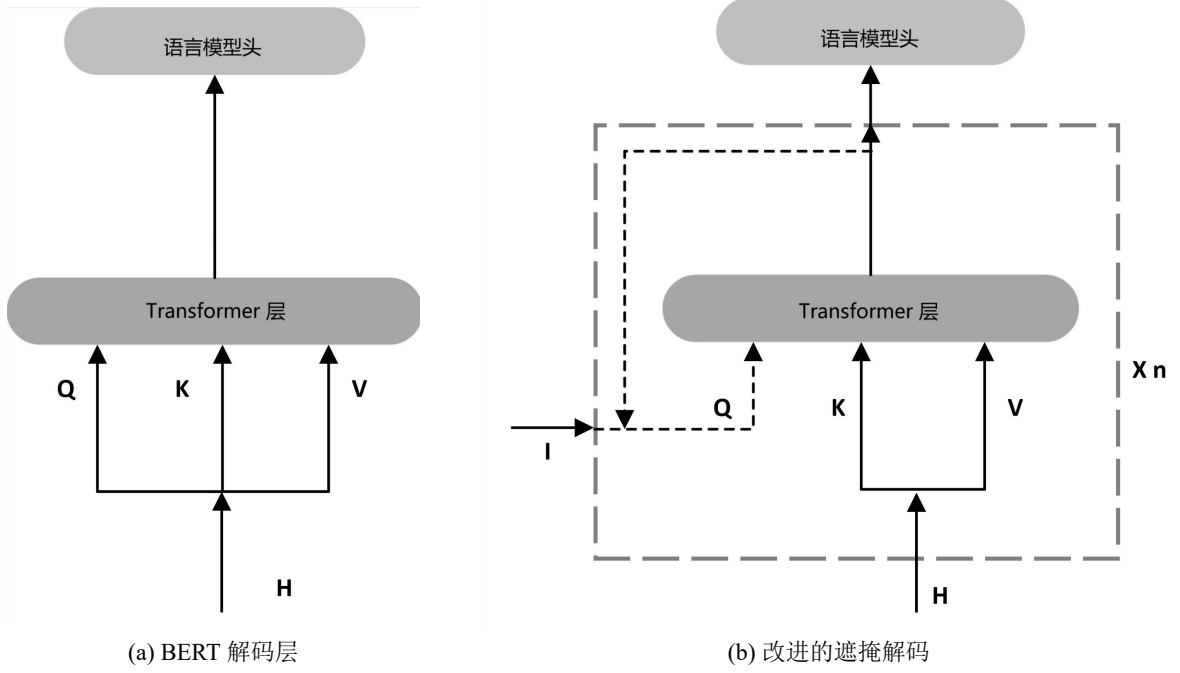 语言模型头
Transformer 层
Q
K
V
H
(a) BERT 解码层
语言模型头
Transformer 层
Q
K
V
X n
I
H
(b) 改进的遮掩解码